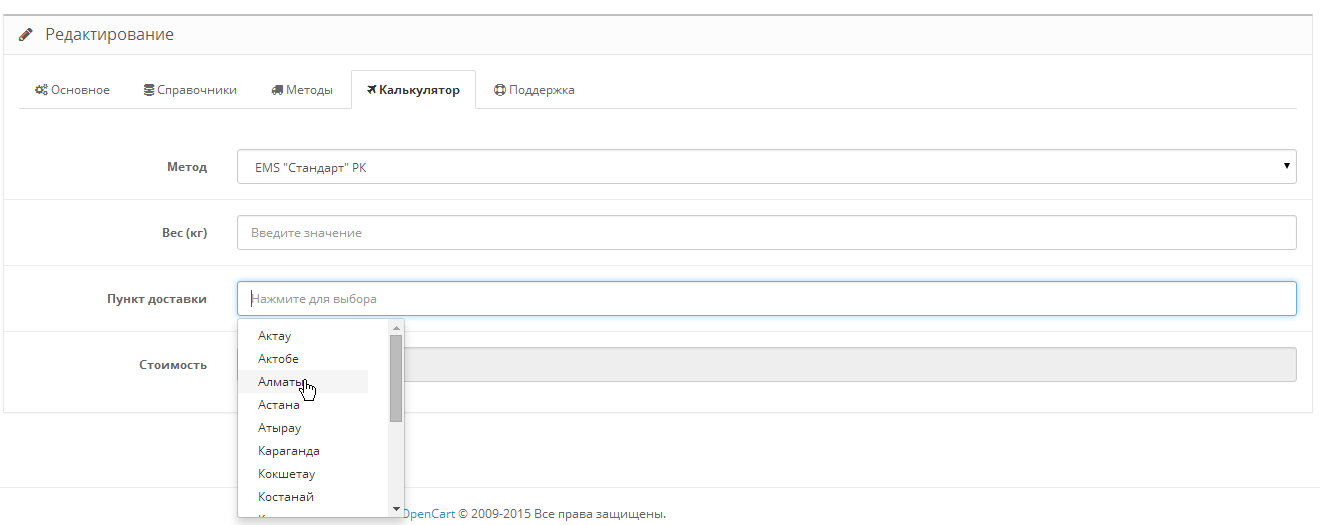 Редактирование
Основное Справочники Методы Калькулятор Поддержка
Метод EMS "Стандарт" РК
Вес (кг) Введите значение
Пункт доставки Нажмите для выбора
Актау
Актобе
Стоимость
Алматы
Астана
Атырау
Караганда
Кокшетау
Костанай
OpenCart © 2009-2015 Все права защищены.